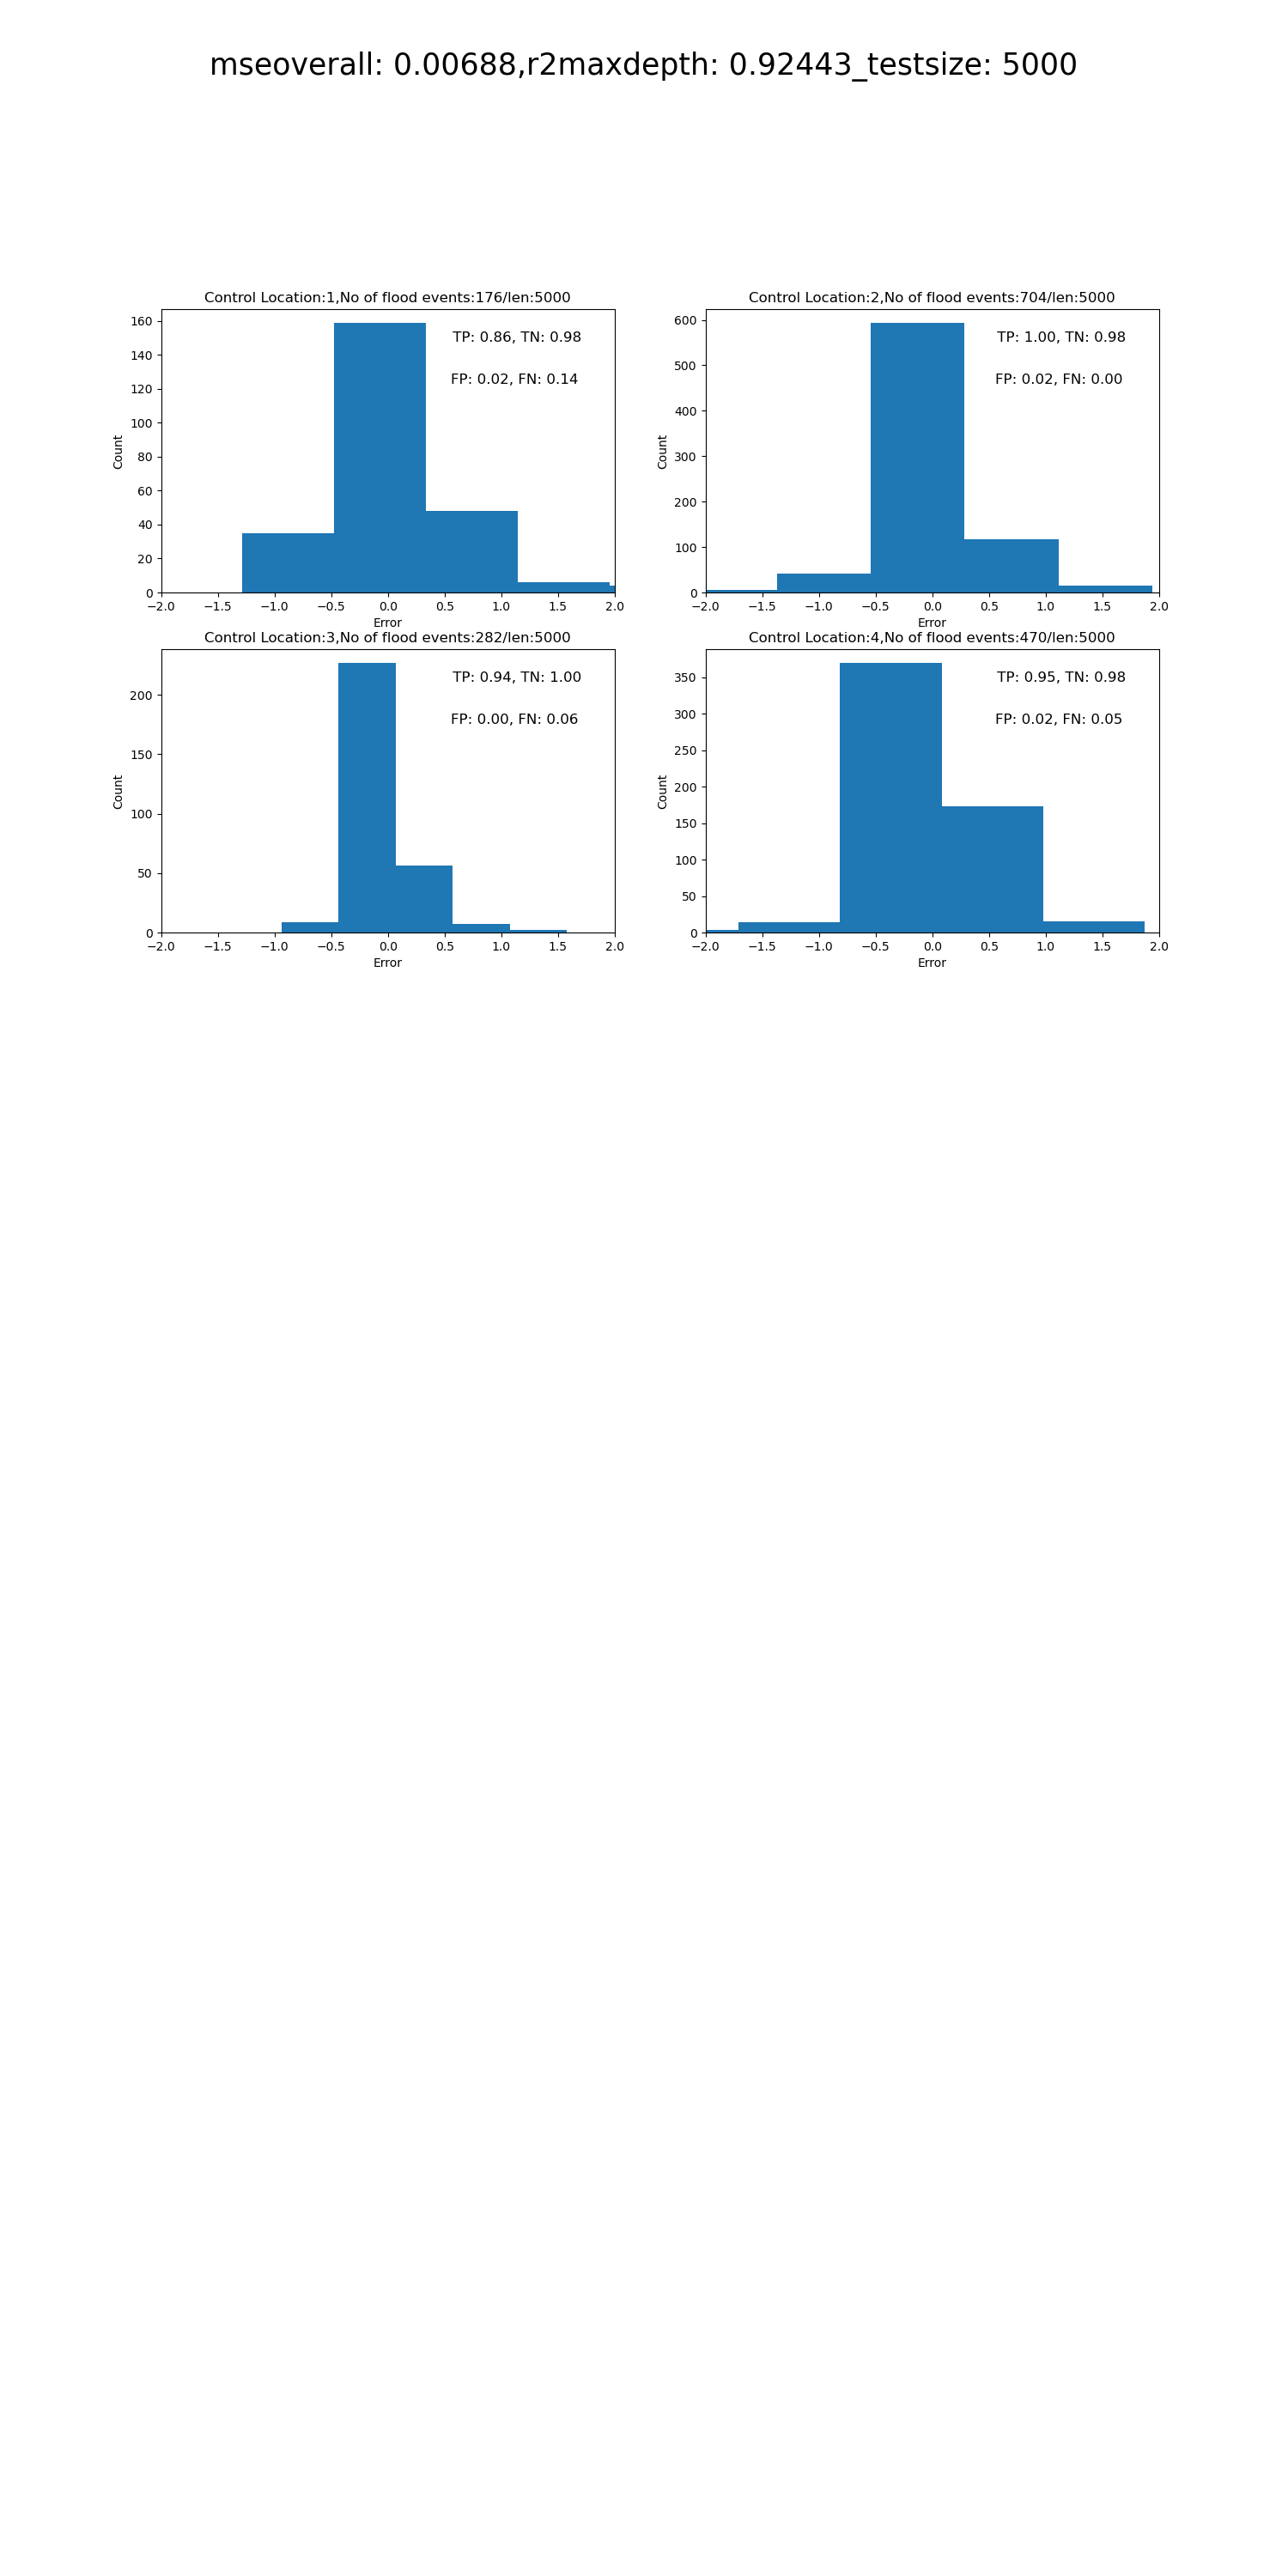 mseoverall: 0.00688,r2maxdepth: 0.92443_testsize: 5000
Control Location:1,No of flood events:176/len:5000
TP: 0.86, TN: 0.98
FP: 0.02, FN: 0.14
Count
160
140
120
100
80
60
40
20
0
−2.0 −1.5 −1.0 −0.5 0.0 0.5 1.0 1.5 2.0
Error
Control Location:2,No of flood events:704/len:5000
TP: 1.00, TN: 0.98
FP: 0.02, FN: 0.00
Count
600
500
400
300
200
100
0
−2.0 −1.5 −1.0 −0.5 0.0 0.5 1.0 1.5 2.0
Error
Control Location:3,No of flood events:282/len:5000
TP: 0.94, TN: 1.00
FP: 0.00, FN: 0.06
Count
200
150
100
50
0
−2.0 −1.5 −1.0 −0.5 0.0 0.5 1.0 1.5 2.0
Error
Control Location:4,No of flood events:470/len:5000
TP: 0.95, TN: 0.98
FP: 0.02, FN: 0.05
Count
350
300
250
200
150
100
50
0
−2.0 −1.5 −1.0 −0.5 0.0 0.5 1.0 1.5 2.0
Error